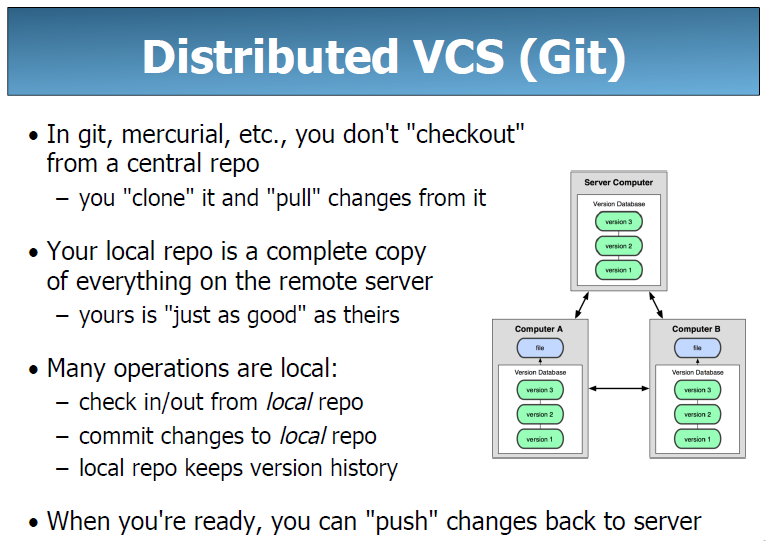 Distributed VCS (Git)
• In git, mercurial, etc., you don't "checkout"
from a central repo
– you "clone" it and "pull" changes from it
• Your local repo is a complete copy
of everything on the remote server
– yours is "just as good" as theirs
• Many operations are local:
– check in/out from local repo
– commit changes to local repo
– local repo keeps version history
• When you're ready, you can "push" changes back to server
Server Computer
Version Database
version 3
version 2
version 1
Computer A
file
Version Database
version 3
version 2
version 1
Computer B
file
Version Database
version 3
version 2
version 1